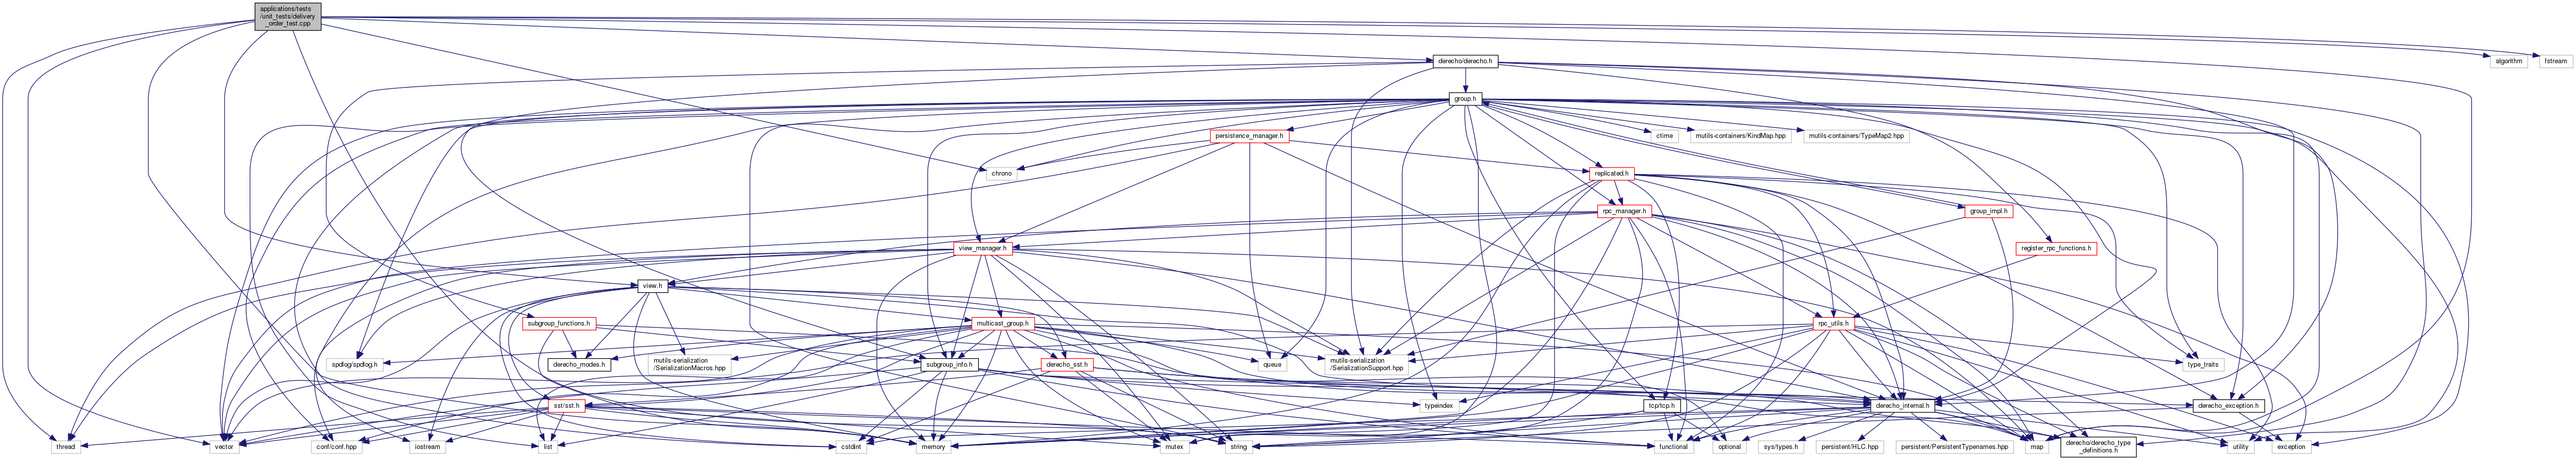 applications/tests
/unit_tests/delivery
_order_test.cpp
derecho/derecho.h
algorithm
fstream
group.h
persistence_manager.h
ctime
mutils-containers/KindMap.hpp
mutils-containers/TypeMap2.hpp
chrono
replicated.h
rpc_manager.h
group_impl.h
view_manager.h
register_rpc_functions.h
view.h
subgroup_functions.h
multicast_group.h
rpc_utils.h
spdlog/spdlog.h
derecho_modes.h
mutils-serialization
/SerializationMacros.hpp
subgroup_info.h
derecho_sst.h
queue
mutils-serialization
/SerializationSupport.hpp
type_traits
sst/sst.h
typeindex
tcp/tcp.h
derecho_internal.h
derecho_exception.h
thread
vector
conf/conf.hpp
iostream
list
cstdint
memory
mutex
string
functional
optional
sys/types.h
persistent/HLC.hpp
persistent/PersistentTypenames.hpp
map
derecho/derecho_type
_definitions.h
utility
exception